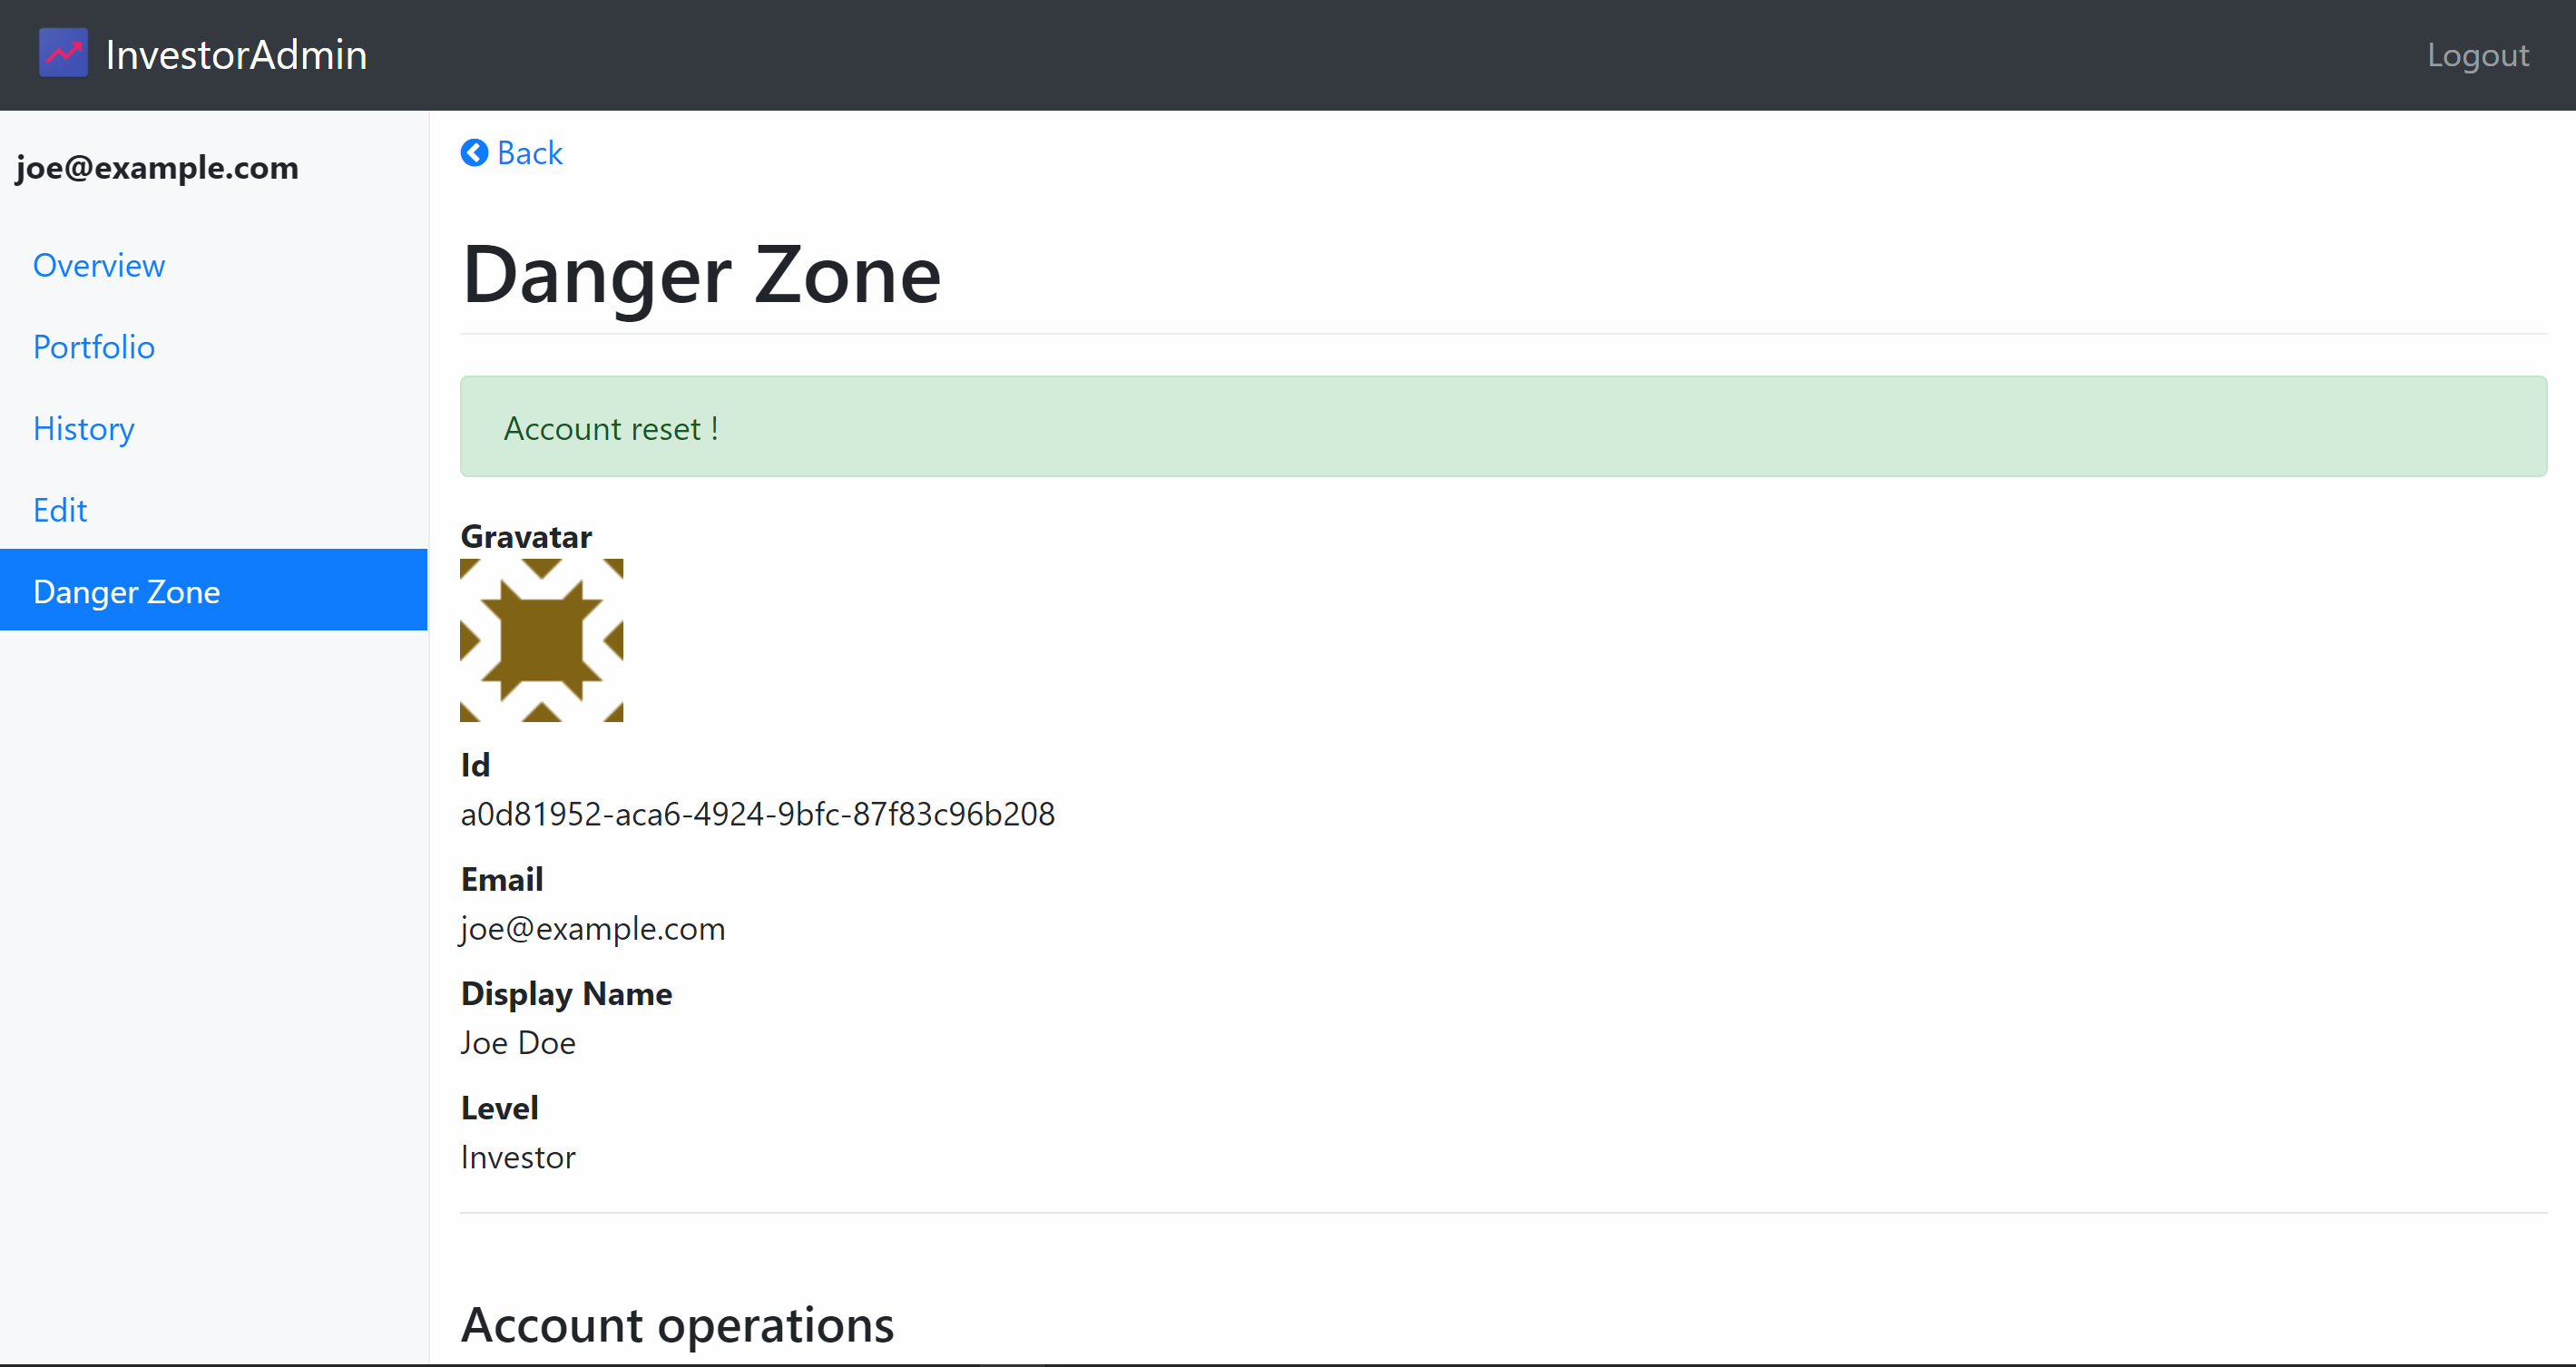 InvestorAdmin
Logout
joe@example.com
Overview
Portfolio
History
Edit
Danger Zone
Back
Danger Zone
Account reset !
Gravatar
Id
a0d81952-aca6-4924-9bfc-87f83c96b208
Email
joe@example.com
Display Name
Joe Doe
Level
Investor
Account operations